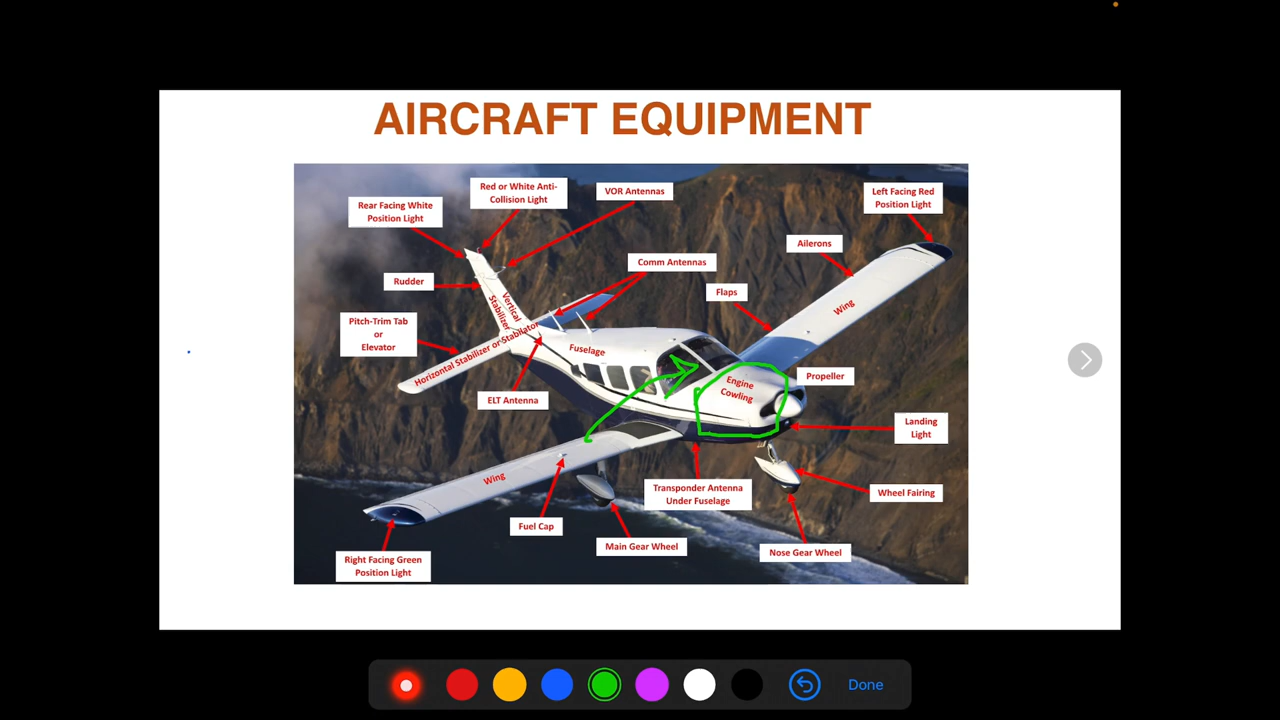 AIRCRAFT EQUIPMENT
Red or White Anti-
Collision Light
VOR Antennas
Left Facing Red
Position Light
Rear Facing White
Position Light
Ailerons
Comm Antennas
Rudder
Flaps
Vertical
Stabilizer
Wing
Pitch-Trim Tab
or
Elevator
Horizontal Stabilizer or Stabilator
Fuselage
Propeller
Engine
Cowling
ELT Antenna
Landing
Light
Wing
Transponder Antenna
Under Fuselage
Wheel Fairing
Fuel Cap
Main Gear Wheel
Nose Gear Wheel
Right Facing Green
Position Light
Done